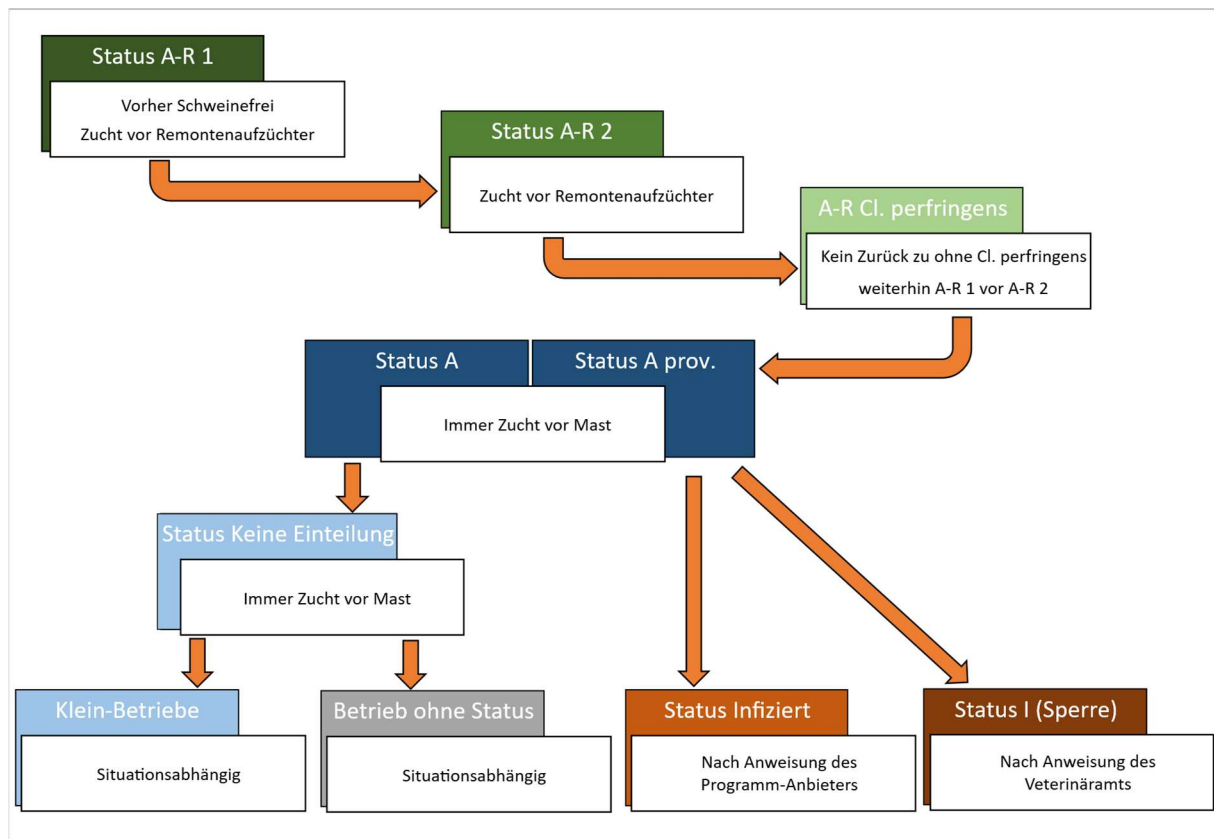 Status A-R 1
Vorher Schweinefrei
Zucht vor Remontenaufzüchter
Status A-R 2
Zucht vor Remontenaufzüchter
A-R Cl. perfringens
Kein Zurück zu ohne Cl. perfringens
weiterhin A-R 1 vor A-R 2
Status A
Status A prov.
Immer Zucht vor Mast
Status Keine Einteilung
Immer Zucht vor Mast
Klein-Betriebe
Situationsabhängig
Betrieb ohne Status
Situationsabhängig
Status Infiziert
Nach Anweisung des
Programm-Anbieters
Status I (Sperre)
Nach Anweisung des
Veterinäramts